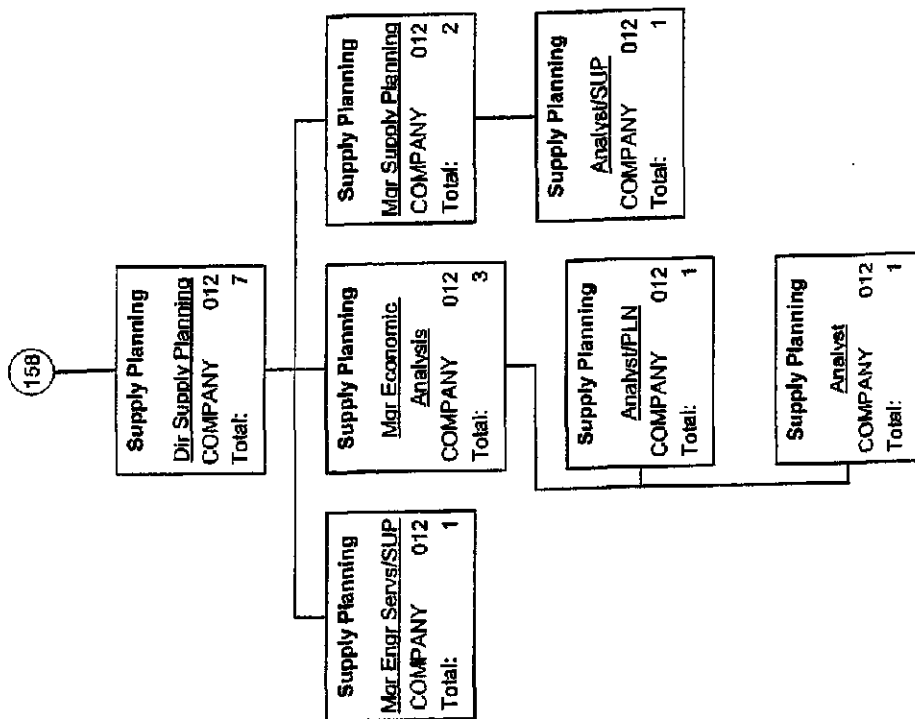 158
Supply Planning
Dir Supply Planning
COMPANY 012
Total: 7
Supply Planning
Mgr Engr Servs/SUP
COMPANY 012
Total: 1
Supply Planning
Mgr Economic
Analysis
COMPANY 012
Total: 3
Supply Planning
Mgr Supply Planning
COMPANY 012
Total: 2
Supply Planning
Analyst/PLN
COMPANY 012
Total: 1
Supply Planning
Analyst
COMPANY 012
Total: 1
Supply Planning
Analyst/SUP
COMPANY 012
Total: 1